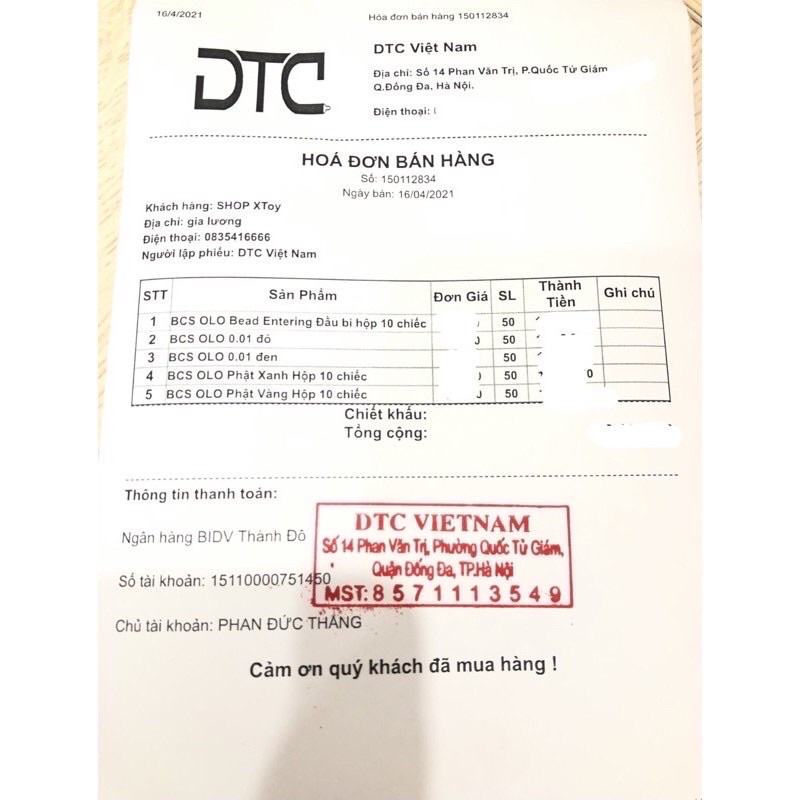 16/4/2021 Hóa đơn bán hàng 150112834
DTC
DTC Việt Nam
Địa chỉ: Số 14 Phan Văn Trị, P.Quốc Tử Giám
Q.Đống Đa, Hà Nội.
Điện thoại:
HOÁ ĐƠN BÁN HÀNG
Số: 150112834
Ngày bán: 16/04/2021
Khách hàng: SHOP XToy
Địa chỉ: gia lương
Điện thoại: 0835416666
Người lập phiếu: DTC Việt Nam
STT Sản Phẩm Đơn Giá SL Thành Tiền Ghi chú
1 BCS OLO Bead Entering Đầu bi hộp 10 chiếc 50
2 BCS OLO 0.01 đỏ 50
3 BCS OLO 0.01 đen 50
4 BCS OLO Phật Xanh Hộp 10 chiếc 50
5 BCS OLO Phật Vàng Hộp 10 chiếc 50
Chiết khấu:
Tổng cộng:
Thông tin thanh toán:
Ngân hàng BIDV Thành Đô
Số tài khoản: 15110000751450
Chủ tài khoản: PHAN ĐỨC THẮNG
DTC VIETNAM
Số 14 Phan Văn Trị, Phường Quốc Tử Giám,
Quận Đống Đa, TP.Hà Nội
MST: 8571113549
Cảm ơn quý khách đã mua hàng !